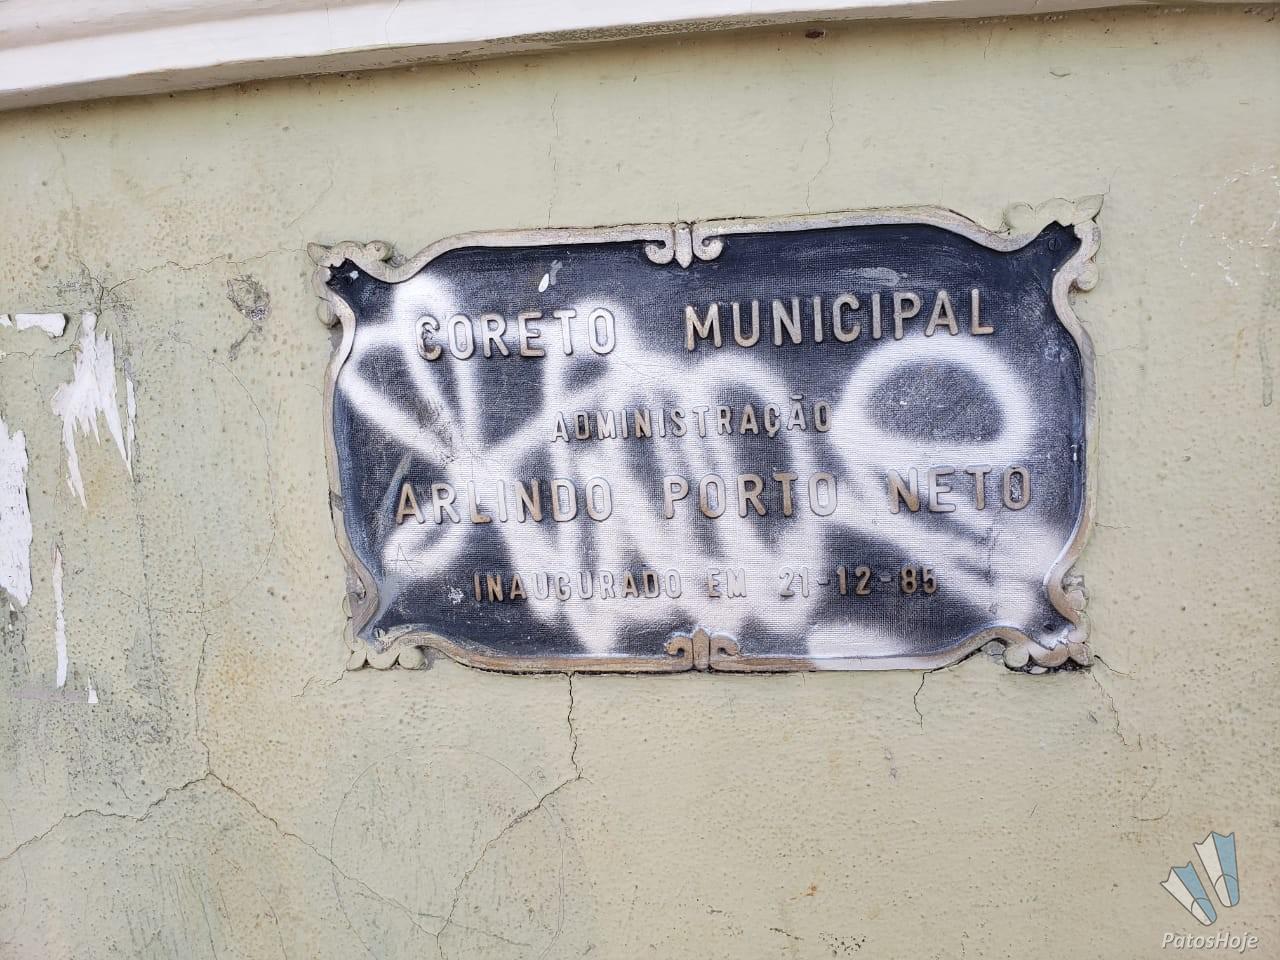 CORETO MUNICIPAL
ADMINISTRAÇÃO
ARLINDO PORTO NETO
INAUGURADO EM 21-12-85
PatosHoje